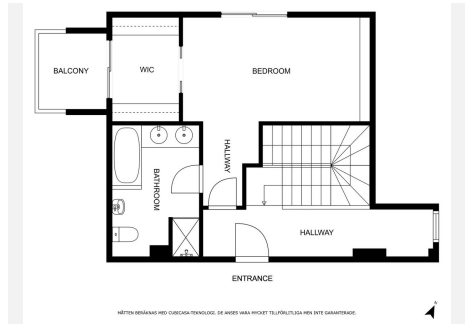 BALCONY
WIC
BEDROOM
HALLWAY
BATHROOM
HALLWAY
ENTRANCE
MÅTTEN BERÄKNAS MED CUBICASA-TEKNOLOGI. DE ANSES VARA MYCKET TILLFÖRLITLIGA MEN INTE GARANTERADE.